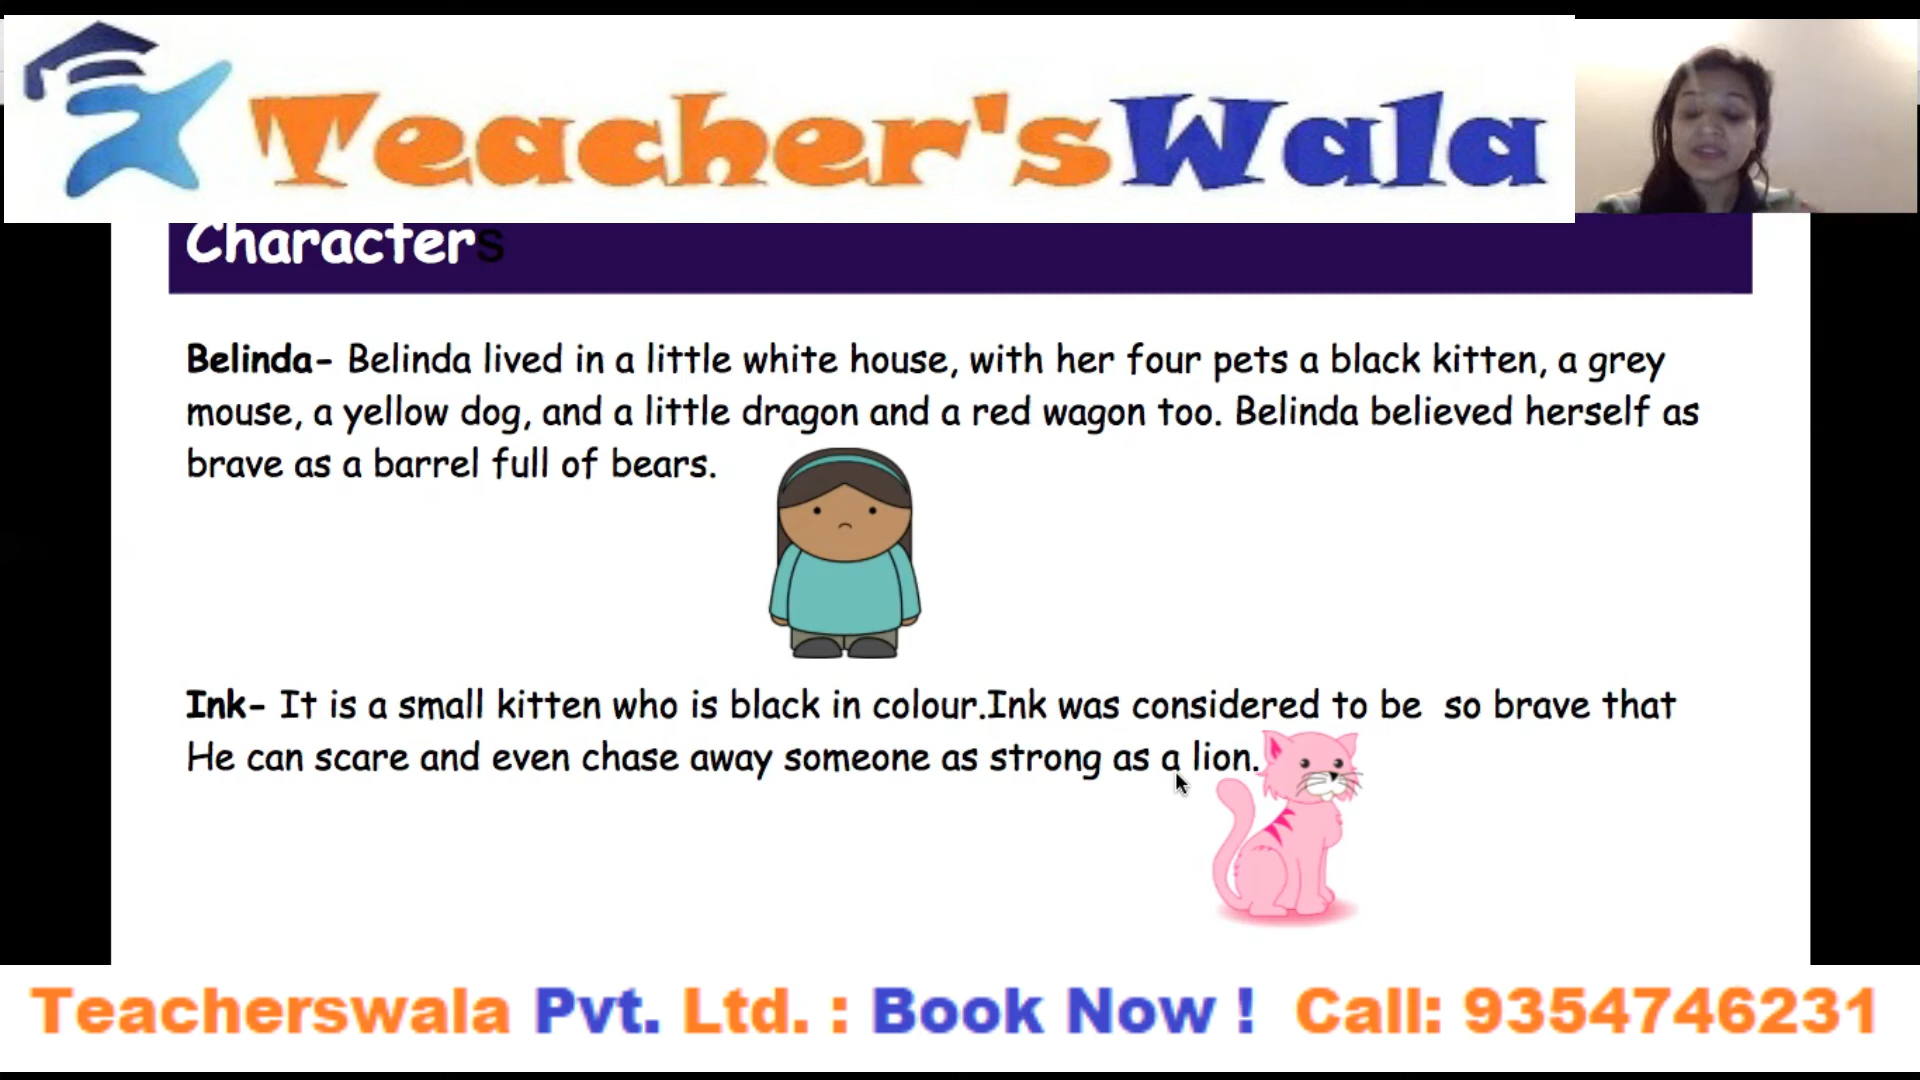 Teacher'sWala
Characters
Belinda- Belinda lived in a little white house, with her four pets a black kitten, a grey
mouse, a yellow dog, and a little dragon and a red wagon too. Belinda believed herself as
brave as a barrel full of bears.
Ink- It is a small kitten who is black in colour.Ink was considered to be  so brave that
He can scare and even chase away someone as strong as a lion.
Teacherswala Pvt. Ltd. : Book Now !  Call: 9354746231